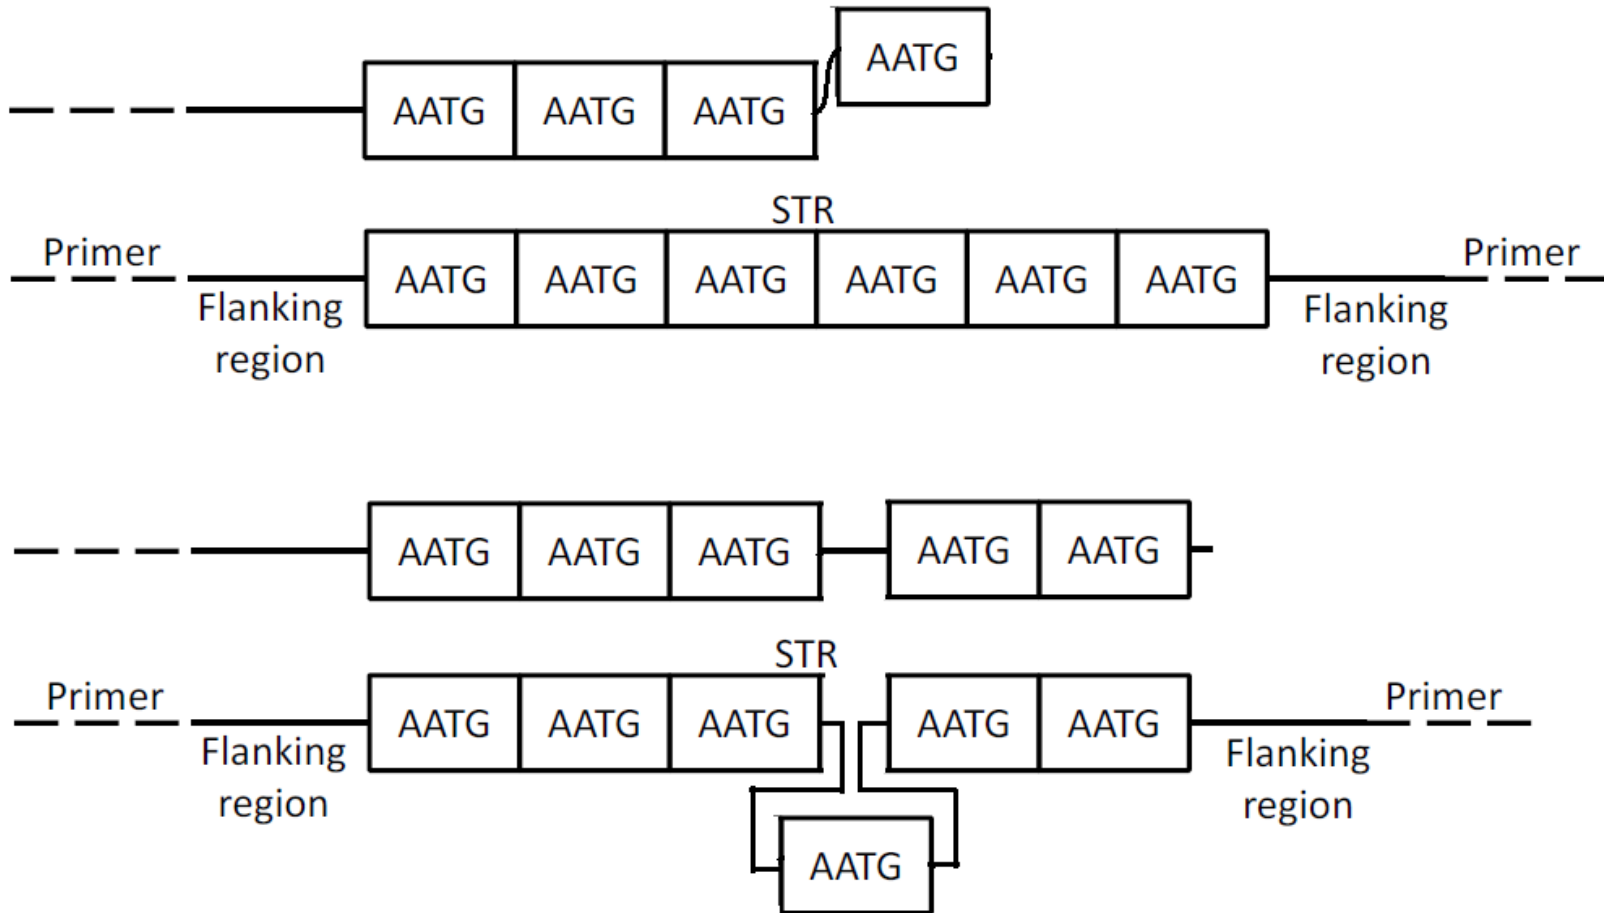 AATG
AATG AATG AATG
STR
Primer AATG AATG AATG AATG AATG AATG Primer
Flanking region Flanking region
AATG AATG AATG AATG AATG
STR
Primer AATG AATG AATG AATG AATG Primer
Flanking region Flanking region
AATG